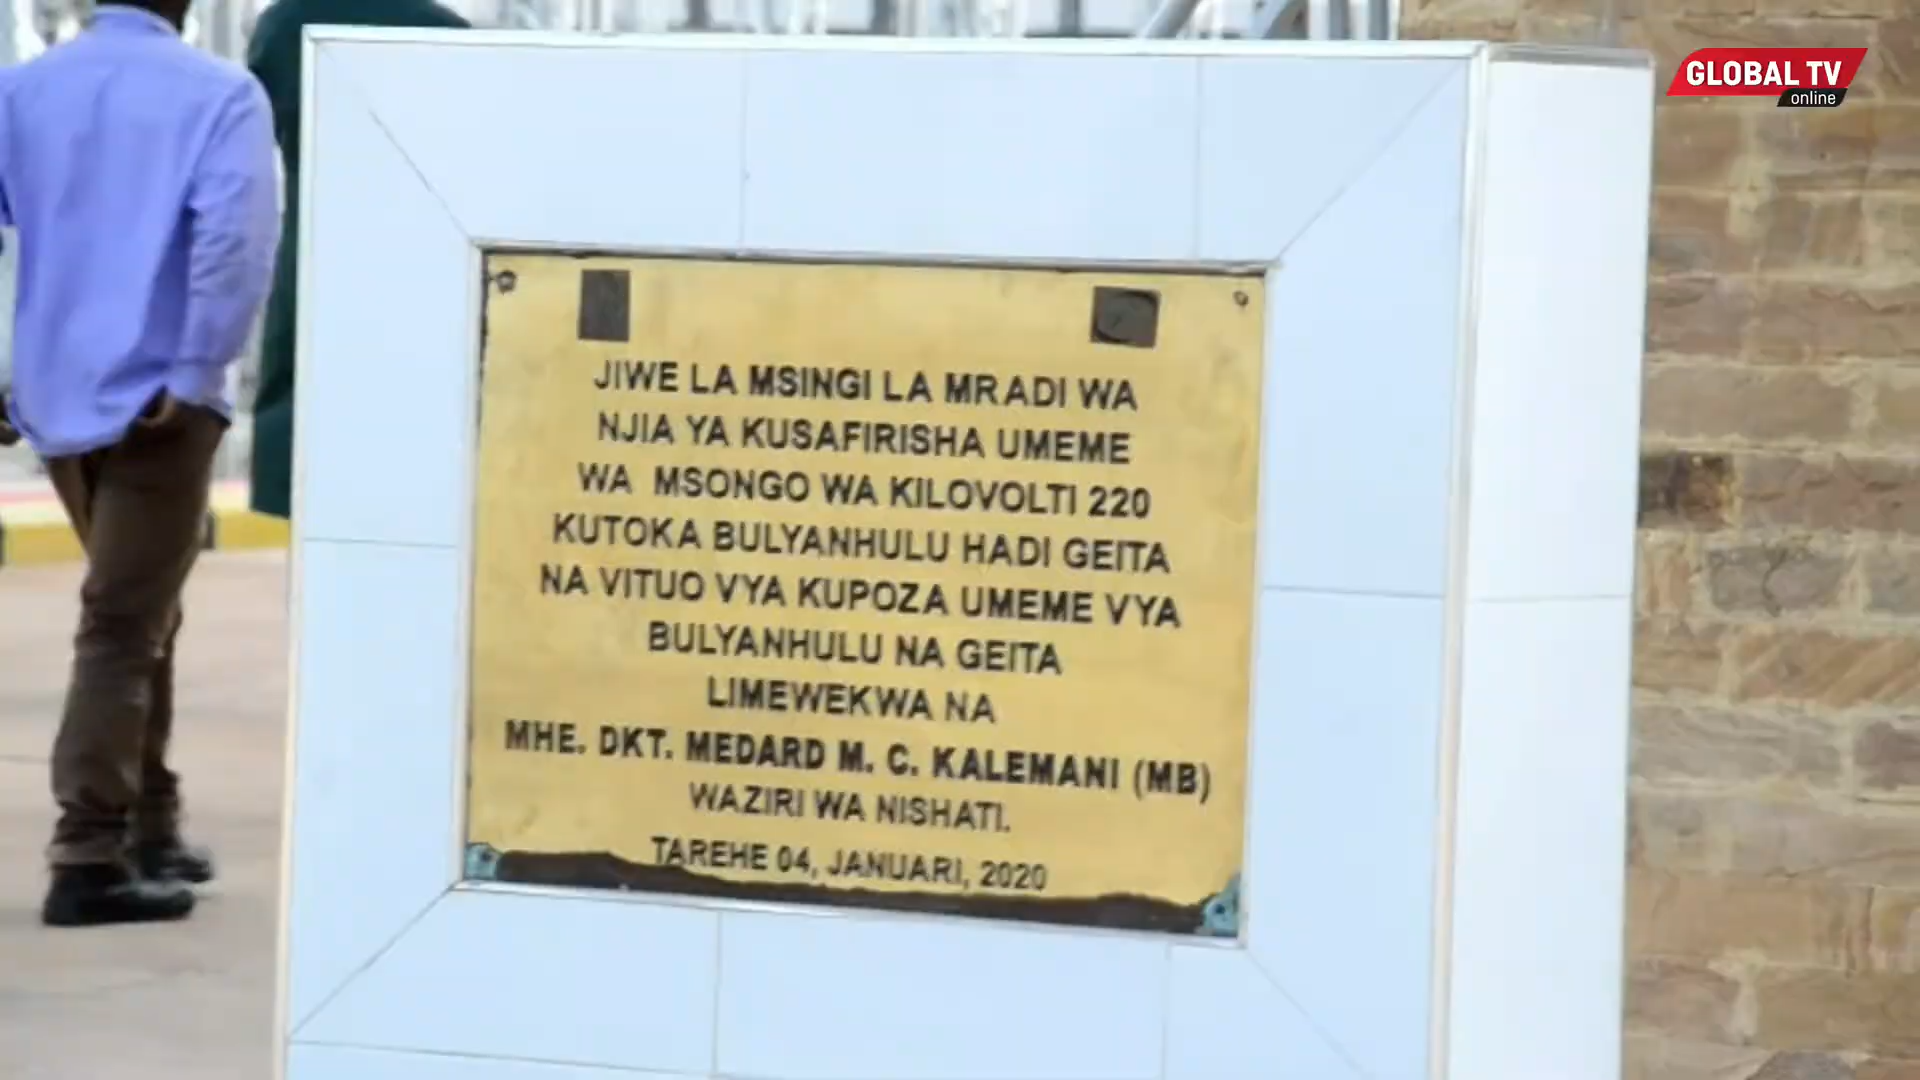 GLOBAL TV
online
JIWE LA MSINGI LA MRADI WA
NJIA YA KUSAFIRISHA UMEME
WA MSONGO WA KILOVOLTI 220
KUTOKA BULYANHULU HADI GEITA
NA VITUO VYA KUPOZA UMEME VYA
BULYANHULU NA GEITA
LIMEWEKWA NA
MHE. DKT. MEDARD M. C. KALEMANI (MB)
WAZIRI WA NISHATI.
TAREHE 04, JANUARI, 2020